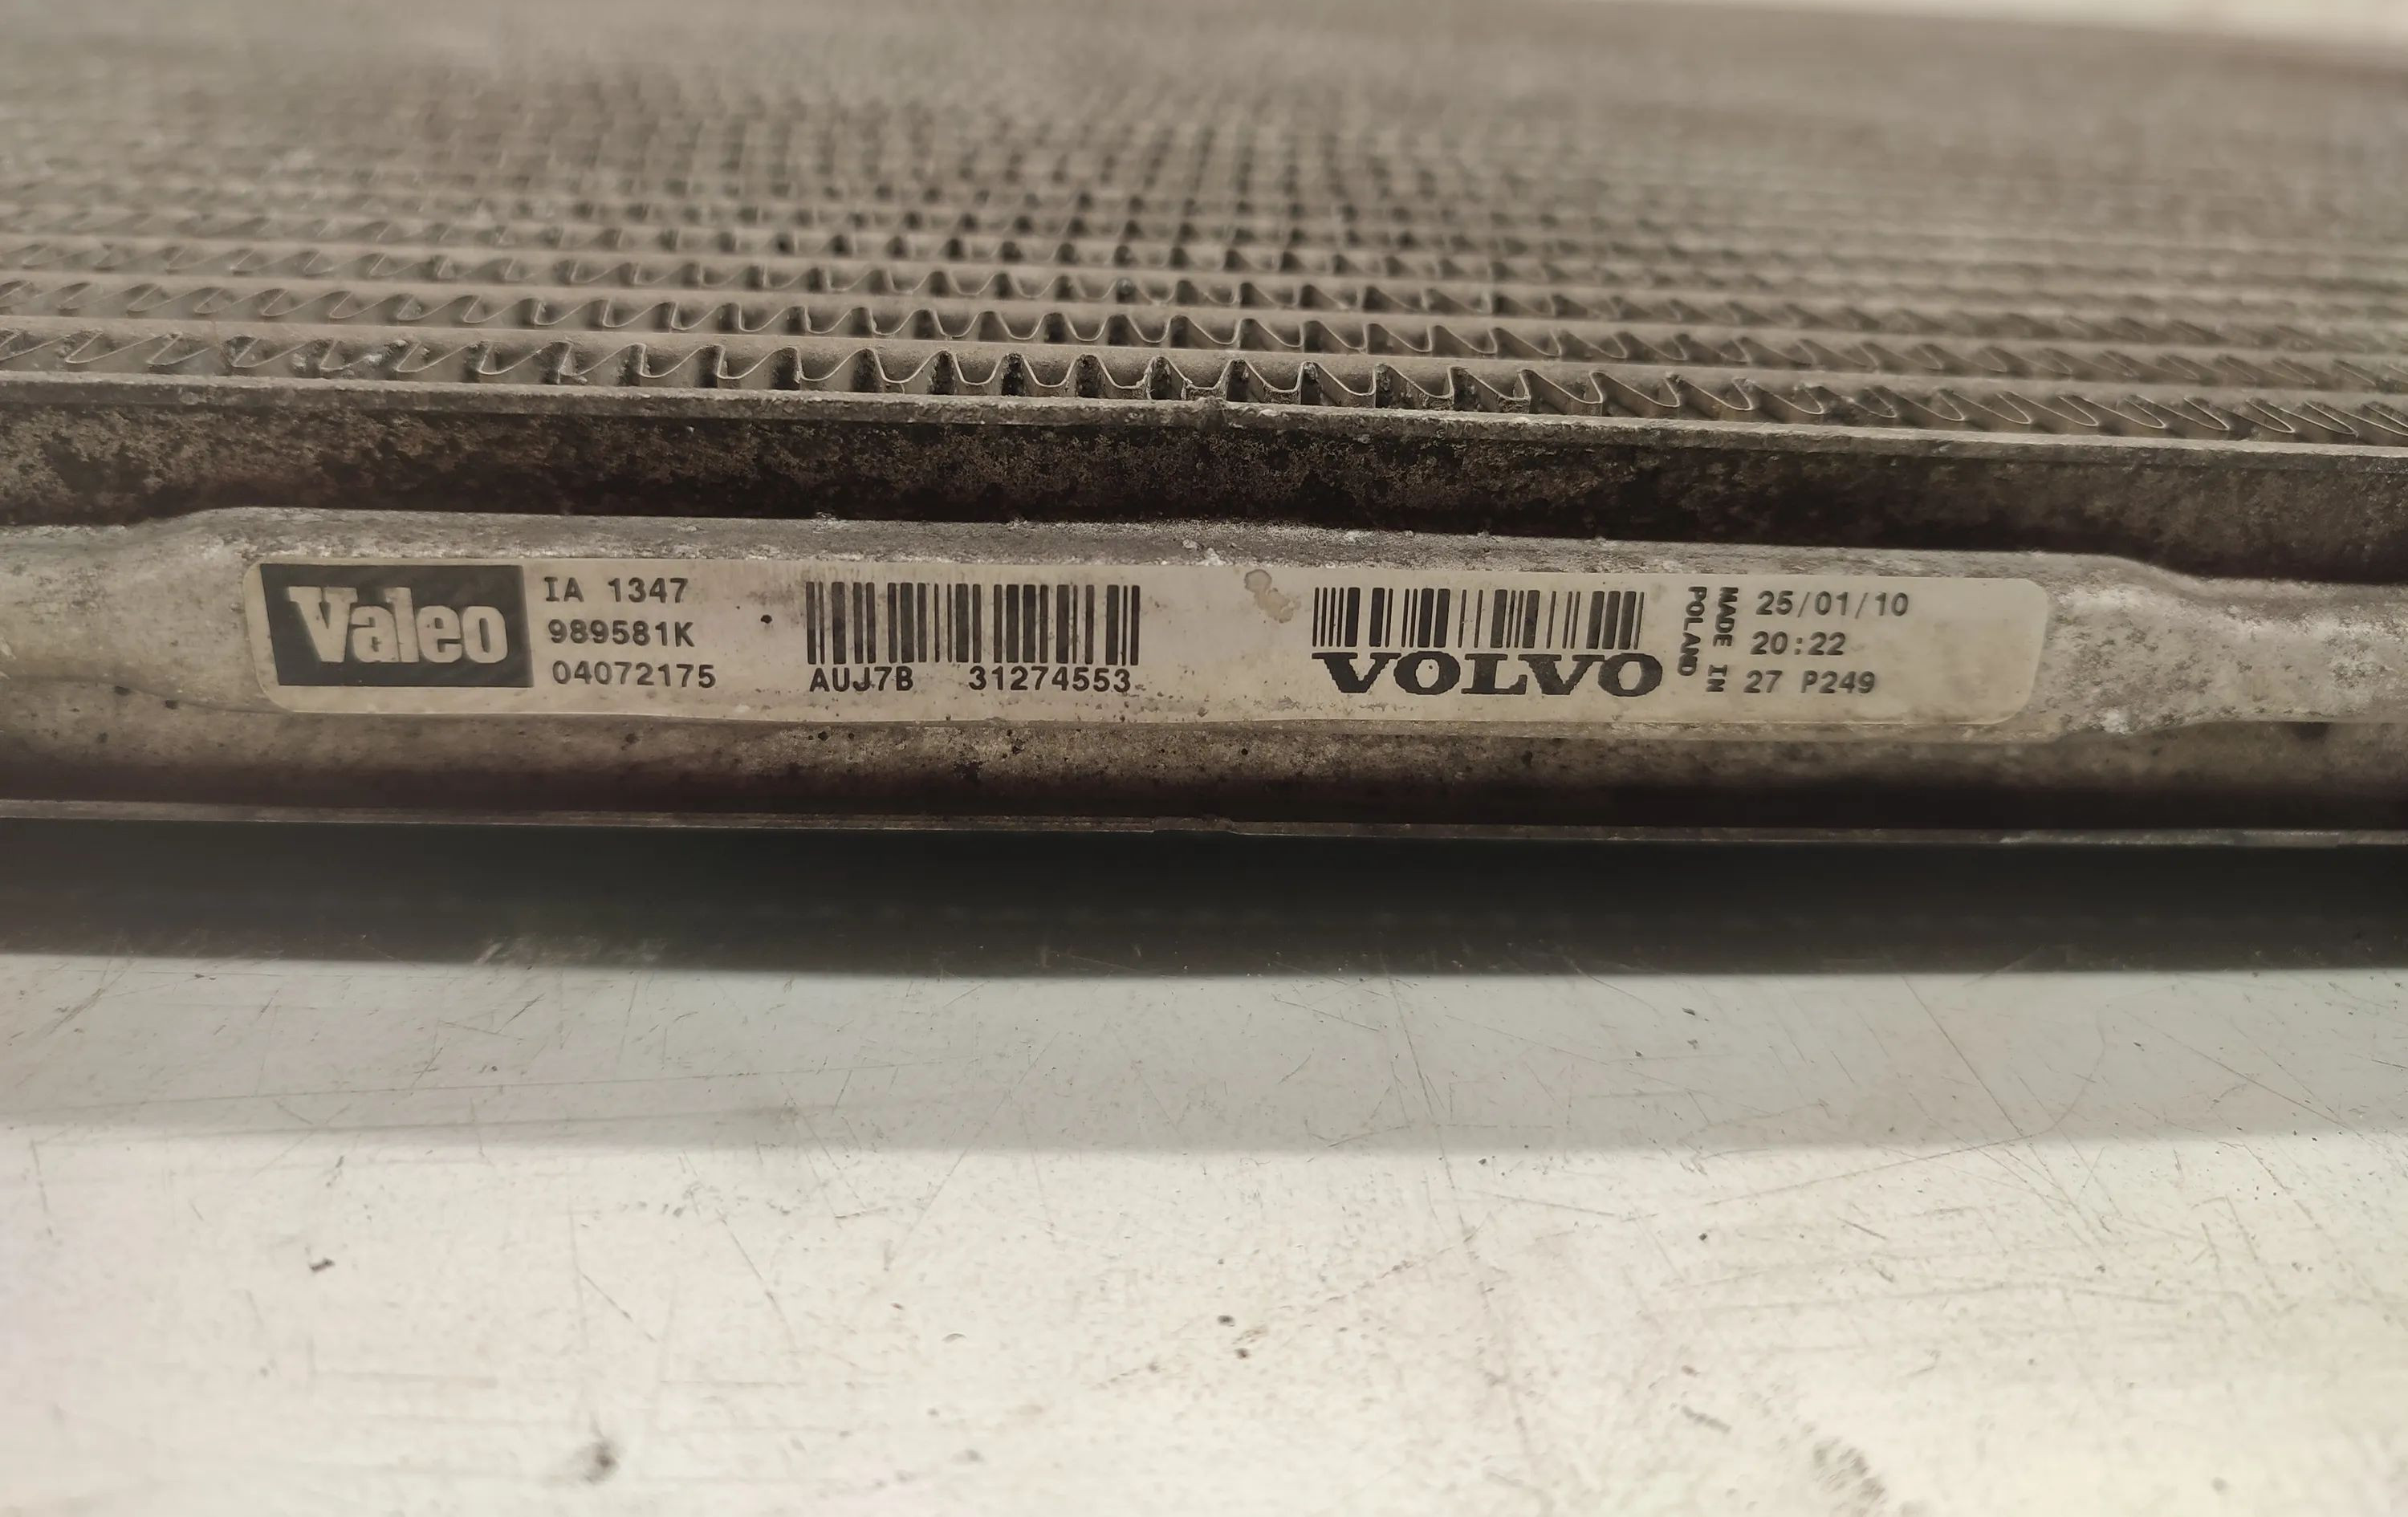 Valeo
IA 1347
989581K
04072175
AUJ7B 31274553
VOLVO
MADE IN
POLAND
25/01/10
20:22
27 P249